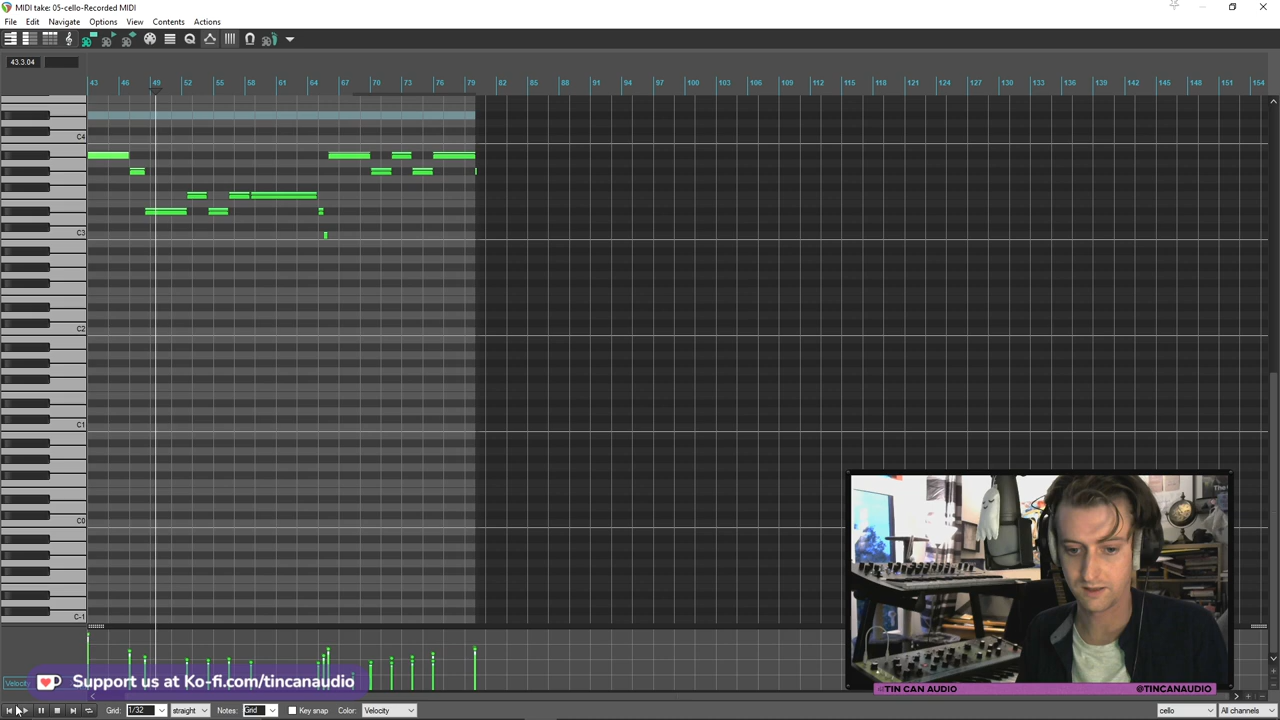 MIDI take: 05-cello-Recorded MIDI
File Edit Navigate Options View Contents Actions
43.3.04
43 46 49 52 55 58 61 64 67 70 73 76 79 82 85 88 91 94 97 100 103 106 109 112 115 118 121 124 127 130 133 136 139 142 145 148 151 154
C4
C3
C2
C1
C0
C-1
Velocity
Support us at Ko-fi.com/tincanaudio
@TIN CAN AUDIO @TINCANAUDIO
Grid: 1/32 straight Notes: Grid Key snap Color: Velocity cello All channels